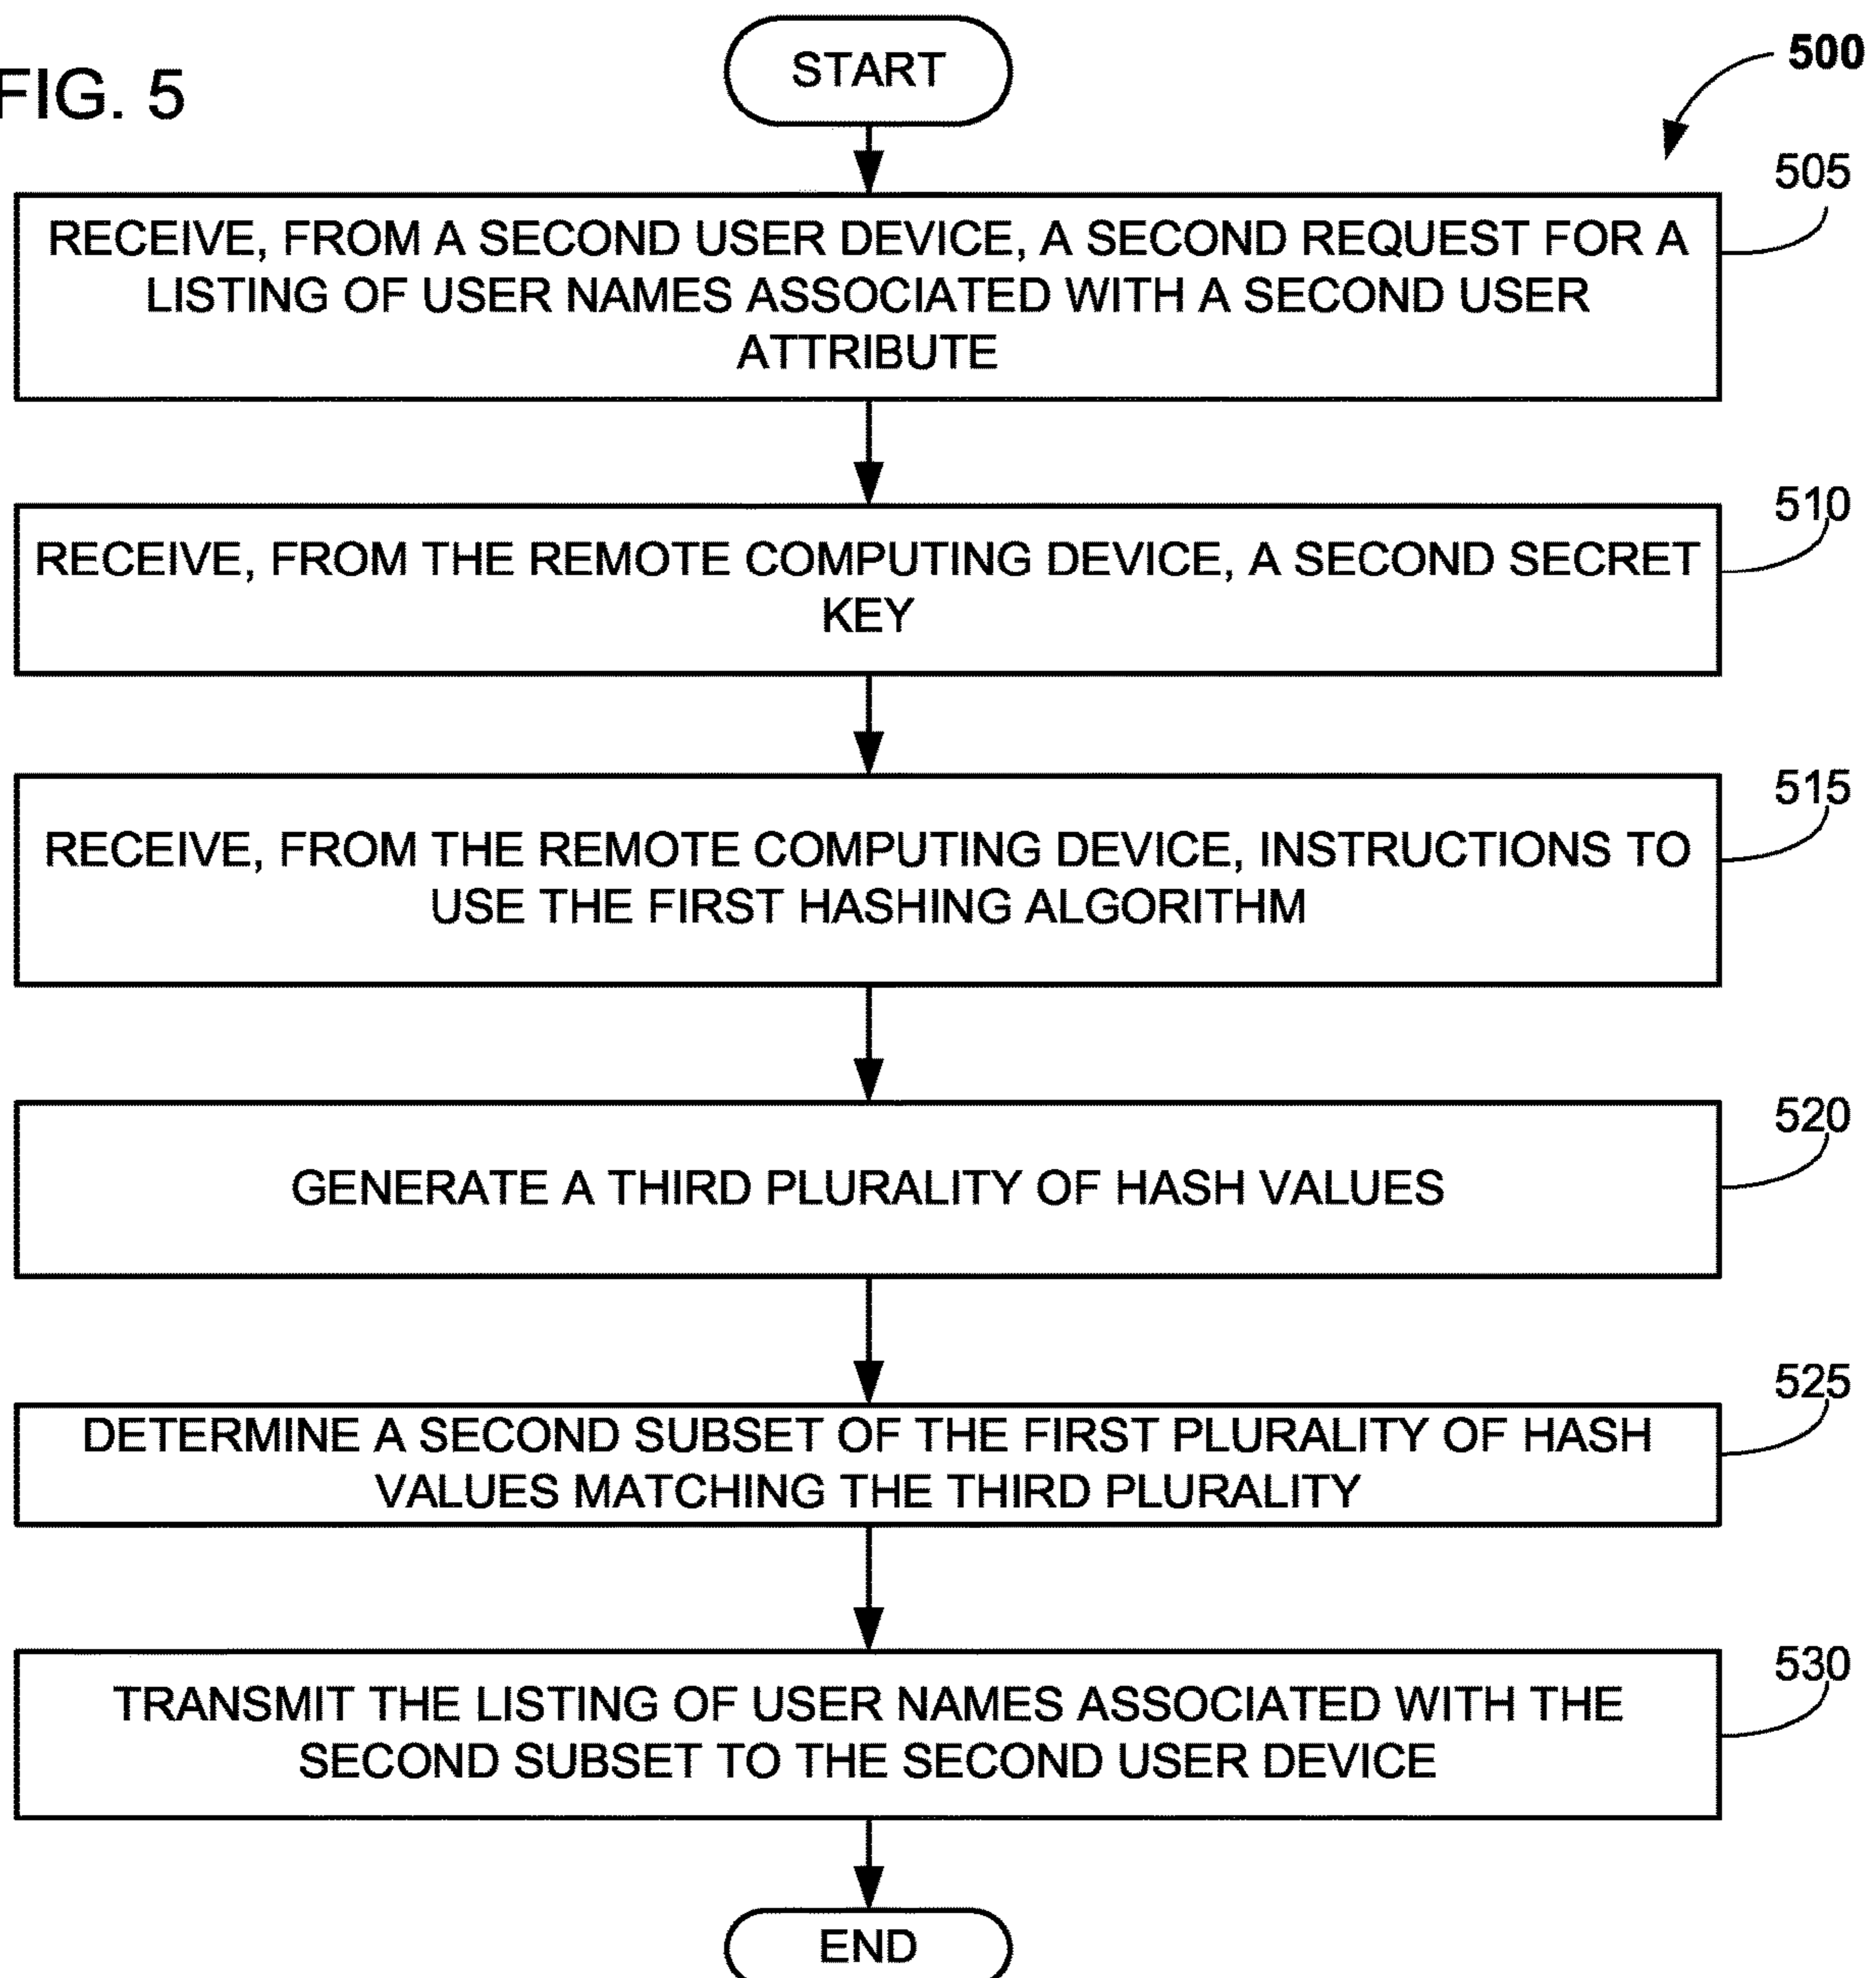 FIG. 5
START
500
505
RECEIVE, FROM A SECOND USER DEVICE, A SECOND REQUEST FOR A
LISTING OF USER NAMES ASSOCIATED WITH A SECOND USER
ATTRIBUTE
510
RECEIVE, FROM THE REMOTE COMPUTING DEVICE, A SECOND SECRET
KEY
515
RECEIVE, FROM THE REMOTE COMPUTING DEVICE, INSTRUCTIONS TO
USE THE FIRST HASHING ALGORITHM
520
GENERATE A THIRD PLURALITY OF HASH VALUES
525
DETERMINE A SECOND SUBSET OF THE FIRST PLURALITY OF HASH
VALUES MATCHING THE THIRD PLURALITY
530
TRANSMIT THE LISTING OF USER NAMES ASSOCIATED WITH THE
SECOND SUBSET TO THE SECOND USER DEVICE
END